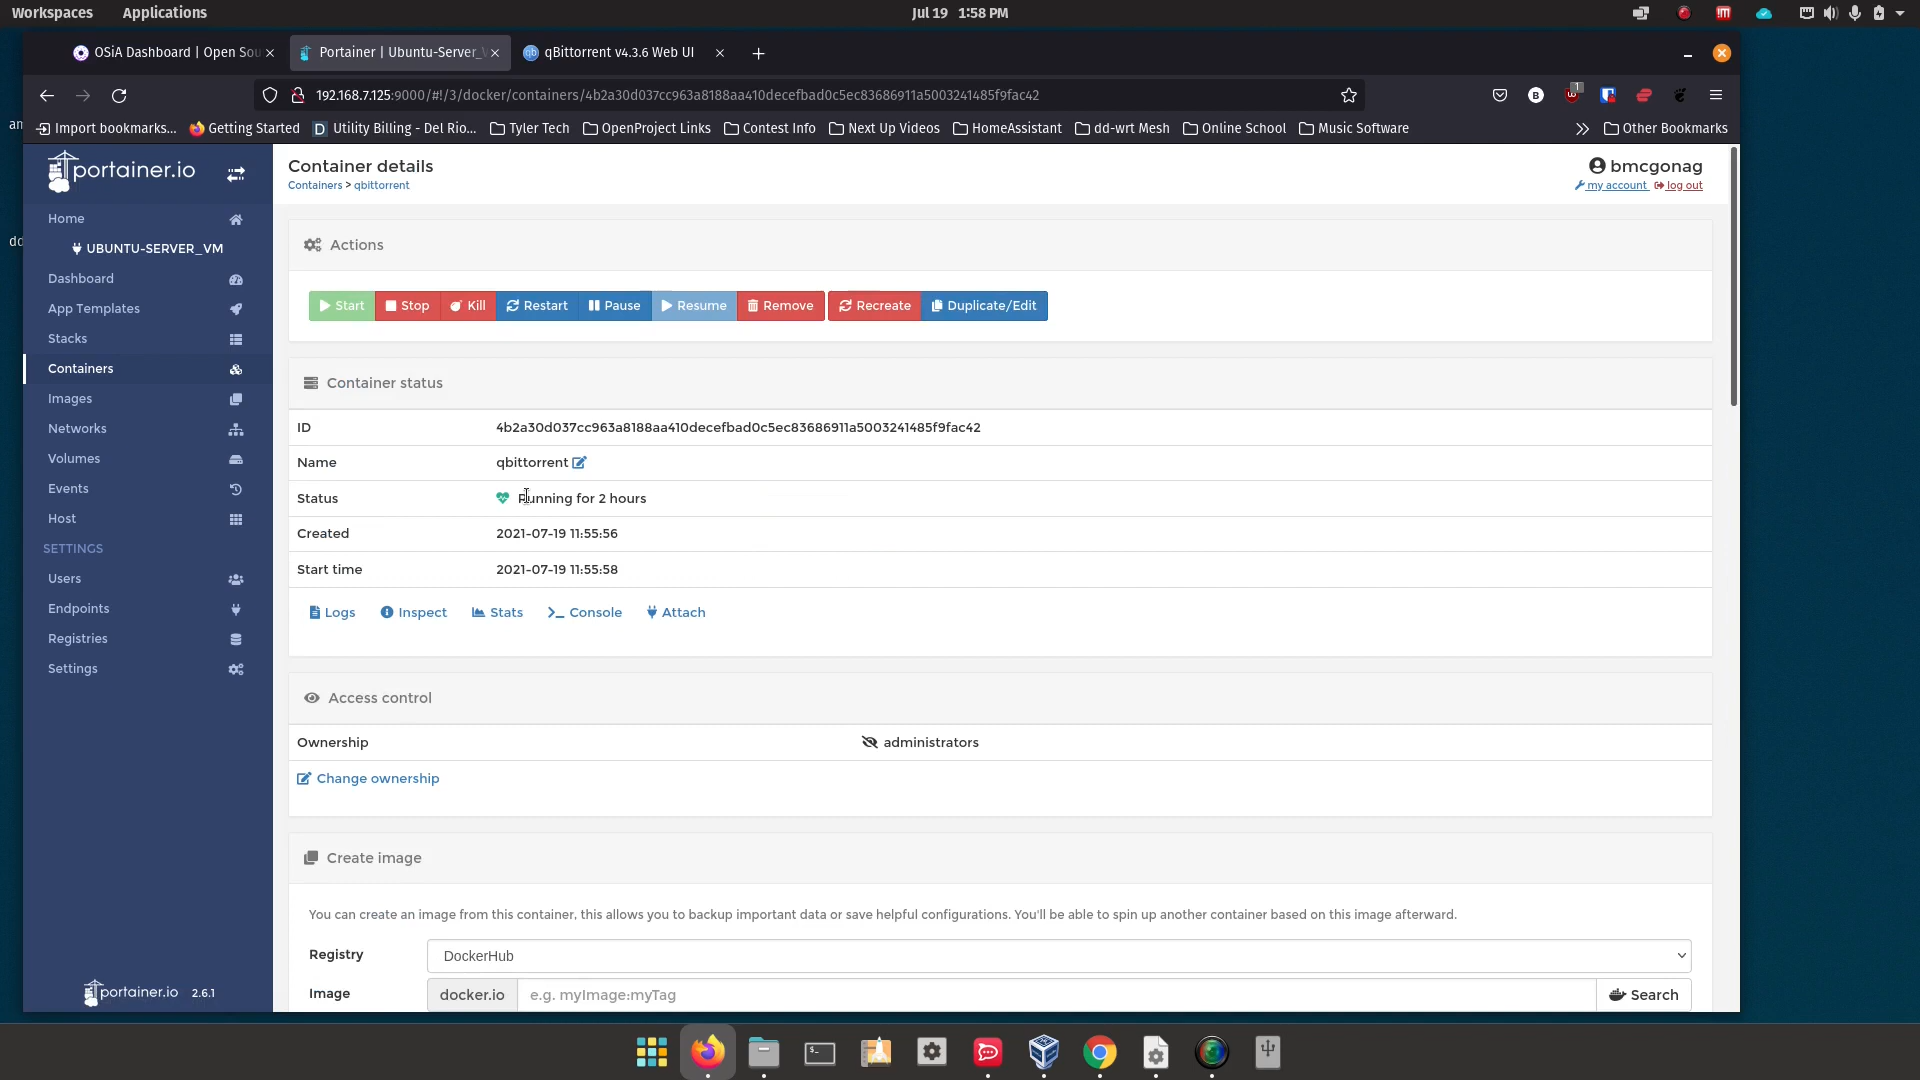 Workspaces Applications Jul 19 1:58 PM
OSiA Dashboard | Open Sou Portainer | Ubuntu-Server_V qBittorrent v4.3.6 Web UI
192.168.7.125:9000/#!/3/docker/containers/4b2a30d037cc963a8188aa410decefbad0c5ec83686911a5003241485f9fac42
Import bookmarks... Getting Started Utility Billing - Del Rio... Tyler Tech OpenProject Links Contest Info Next Up Videos HomeAssistant dd-wrt Mesh Online School Music Software Other Bookmarks
portainer.io
Home
UBUNTU-SERVER_VM
Dashboard
App Templates
Stacks
Containers
Images
Networks
Volumes
Events
Host
SETTINGS
Users
Endpoints
Registries
Settings
portainer.io 2.6.1
Container details
Containers > qbittorrent
bmcgonag
my account log out
Actions
Start Stop Kill Restart Pause Resume Remove Recreate Duplicate/Edit
Container status
ID 4b2a30d037cc963a8188aa410decefbad0c5ec83686911a5003241485f9fac42
Name qbittorrent
Status Running for 2 hours
Created 2021-07-19 11:55:56
Start time 2021-07-19 11:55:58
Logs Inspect Stats Console Attach
Access control
Ownership administrators
Change ownership
Create image
You can create an image from this container, this allows you to backup important data or save helpful configurations. You'll be able to spin up another container based on this image afterward.
Registry DockerHub
Image docker.io e.g. myImage:myTag Search